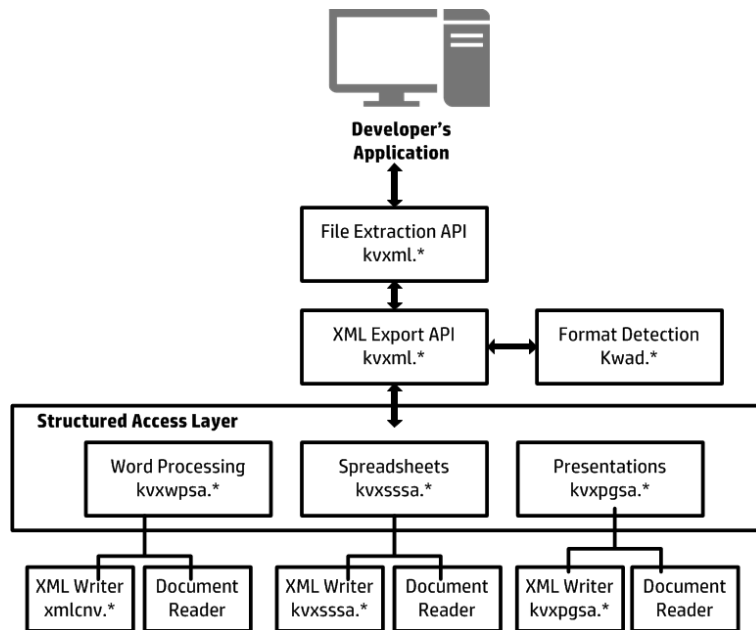 Developer's
Application
File Extraction API
kvxml.*
XML Export API
kvxml.*
Format Detection
Kwad.*
Structured Access Layer
Word Processing
kvxwpsa.*
Spreadsheets
kvxsssa.*
Presentations
kvxpgsa.*
XML Writer
xmlcnv.*
Document
Reader
XML Writer
kvxsssa.*
Document
Reader
XML Writer
kvxpgsa.*
Document
Reader